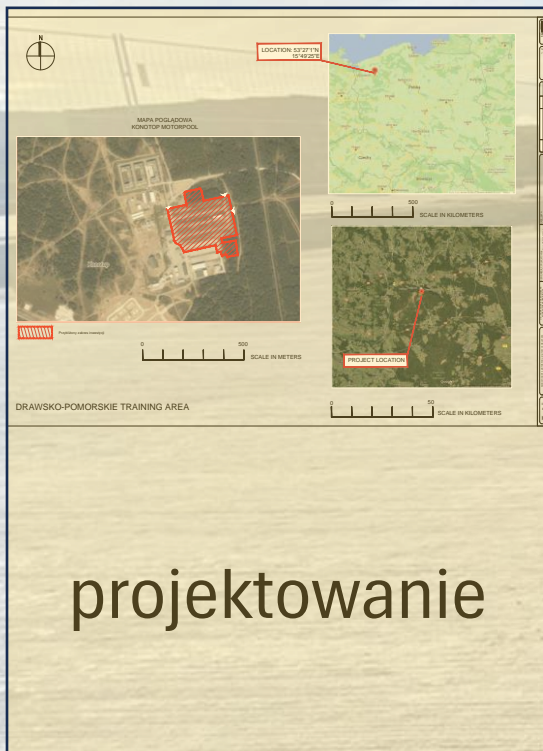 N
LOCATION: 53°27'1"N
15°49'25"E
MAPA POGLĄDOWA
KONOTOP MOTORPOOL
0 500
SCALE IN KILOMETERS
0 500
SCALE IN METERS
PROJECT LOCATION
DRAWSKO-POMORSKIE TRAINING AREA
0 50
SCALE IN KILOMETERS
projektowanie